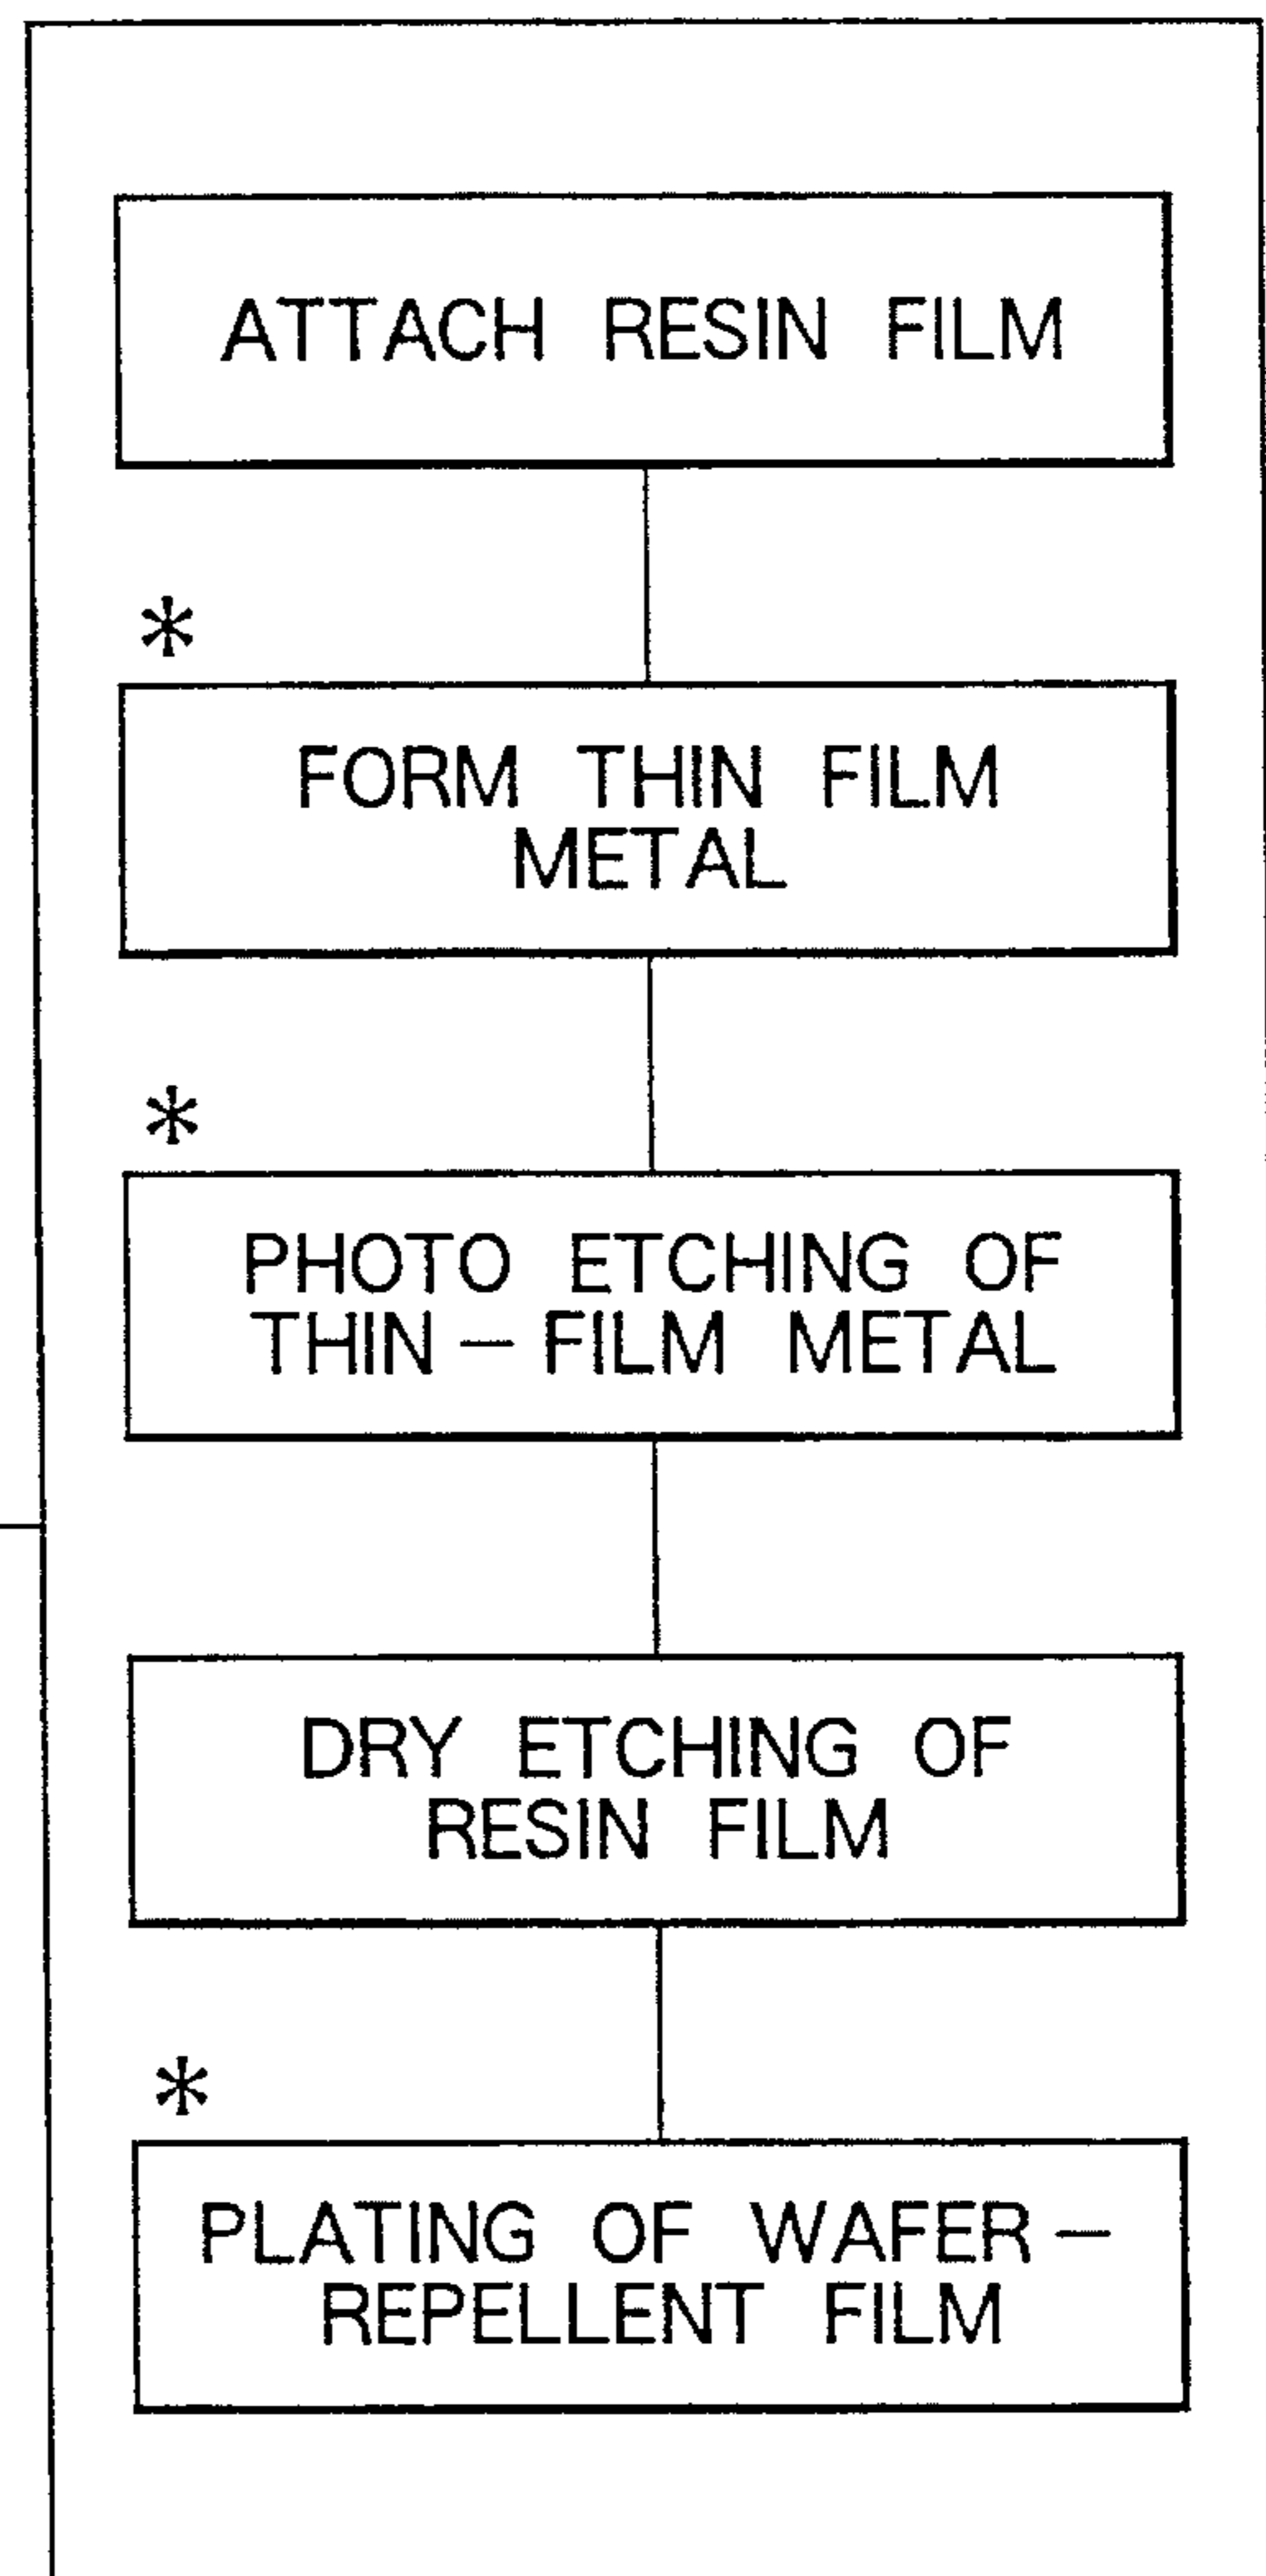 ATTACH RESIN FILM
*
FORM THIN FILM
METAL
*
PHOTO ETCHING OF
THIN-FILM METAL
DRY ETCHING OF
RESIN FILM
*
PLATING OF WAFER-
REPELLENT FILM